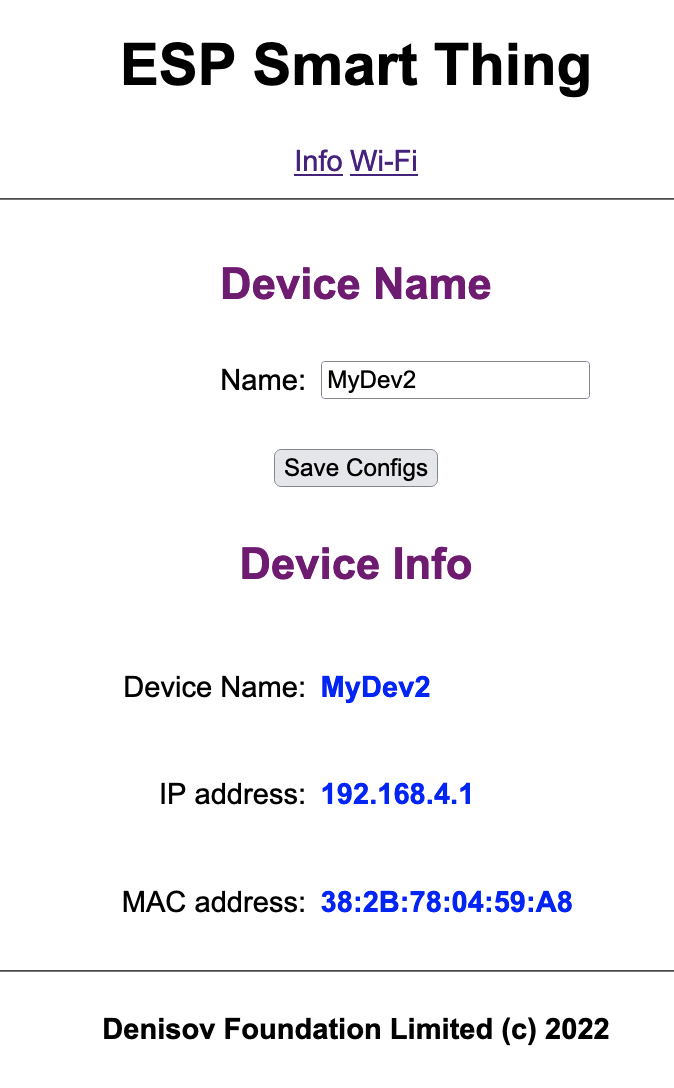 ESP Smart Thing
Info Wi-Fi
Device Name
Name: MyDev2
Save Configs
Device Info
Device Name: MyDev2
IP address: 192.168.4.1
MAC address: 38:2B:78:04:59:A8
Denisov Foundation Limited (c) 2022